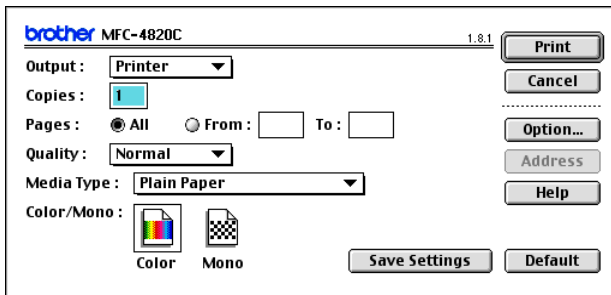 brother MFC-4820C 1.8.1 Print
Output : Printer Cancel
Copies : 1
Pages : All From : To : Option...
Quality : Normal Address
Media Type : Plain Paper Help
Color/Mono :
Color Mono Save Settings Default